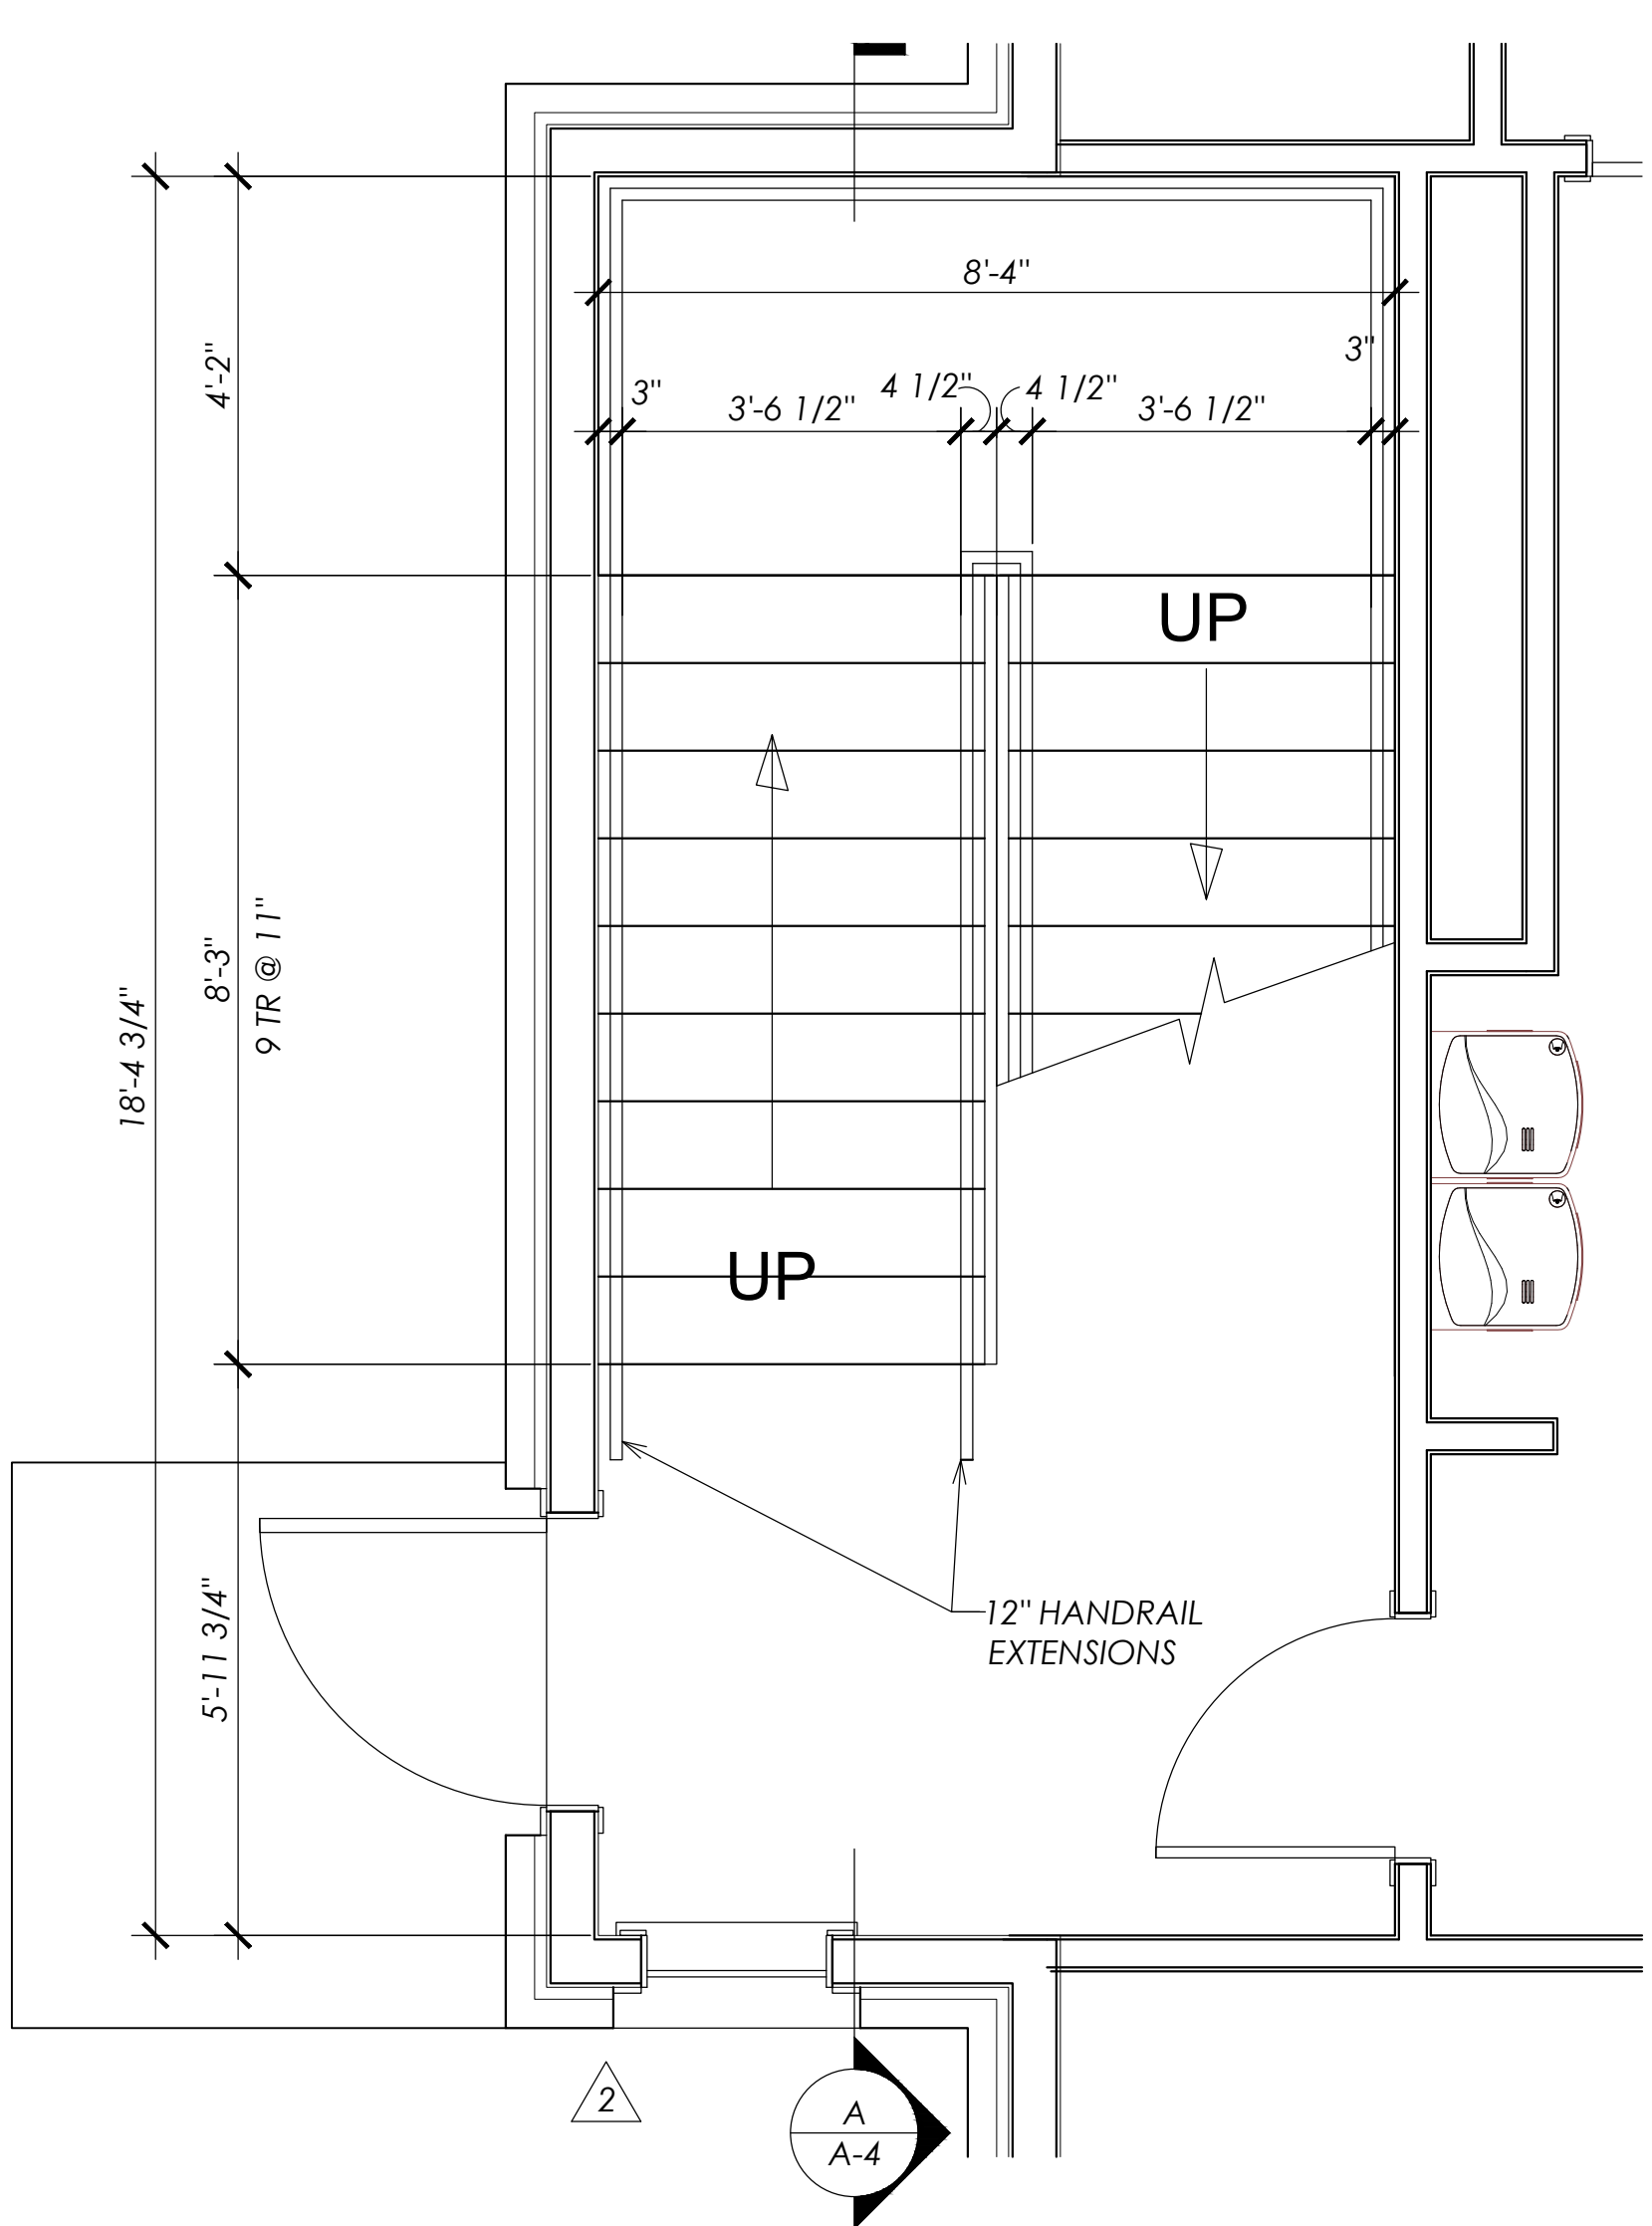 8'-4"
3"
3"
3'-6 1/2"
4 1/2"
4 1/2"
3'-6 1/2"
4'-2"
UP
8'-3"
9 TR @ 11"
18'-4 3/4"
UP
5'-11 3/4"
12" HANDRAIL
EXTENSIONS
2
A
A-4